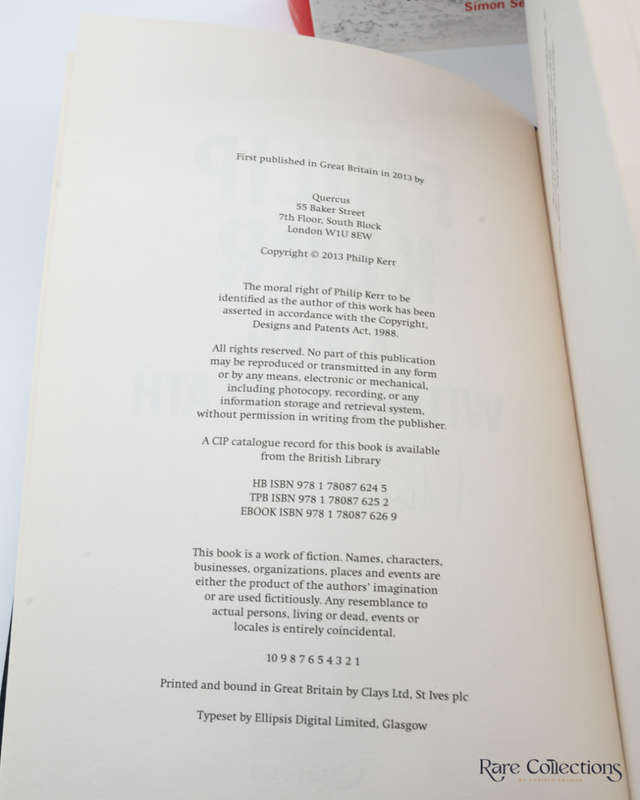 Simon Se
First published in Great Britain in 2013 by
Quercus
55 Baker Street
7th Floor, South Block
London W1U 8EW
Copyright © 2013 Philip Kerr
The moral right of Philip Kerr to be
identified as the author of this work has been
asserted in accordance with the Copyright,
Designs and Patents Act, 1988.
All rights reserved. No part of this publication
may be reproduced or transmitted in any form
or by any means, electronic or mechanical,
including photocopy, recording, or any
information storage and retrieval system,
without permission in writing from the publisher.
A CIP catalogue record for this book is available
from the British Library
HB ISBN 978 1 78087 624 5
TPB ISBN 978 1 78087 625 2
EBOOK ISBN 978 1 78087 626 9
This book is a work of fiction. Names, characters,
businesses, organizations, places and events are
either the product of the authors' imagination
or are used fictitiously. Any resemblance to
actual persons, living or dead, events or
locales is entirely coincidental.
10 9 8 7 6 5 4 3 2 1
Printed and bound in Great Britain by Clays Ltd, St Ives plc
Typeset by Ellipsis Digital Limited, Glasgow
Rare Collections